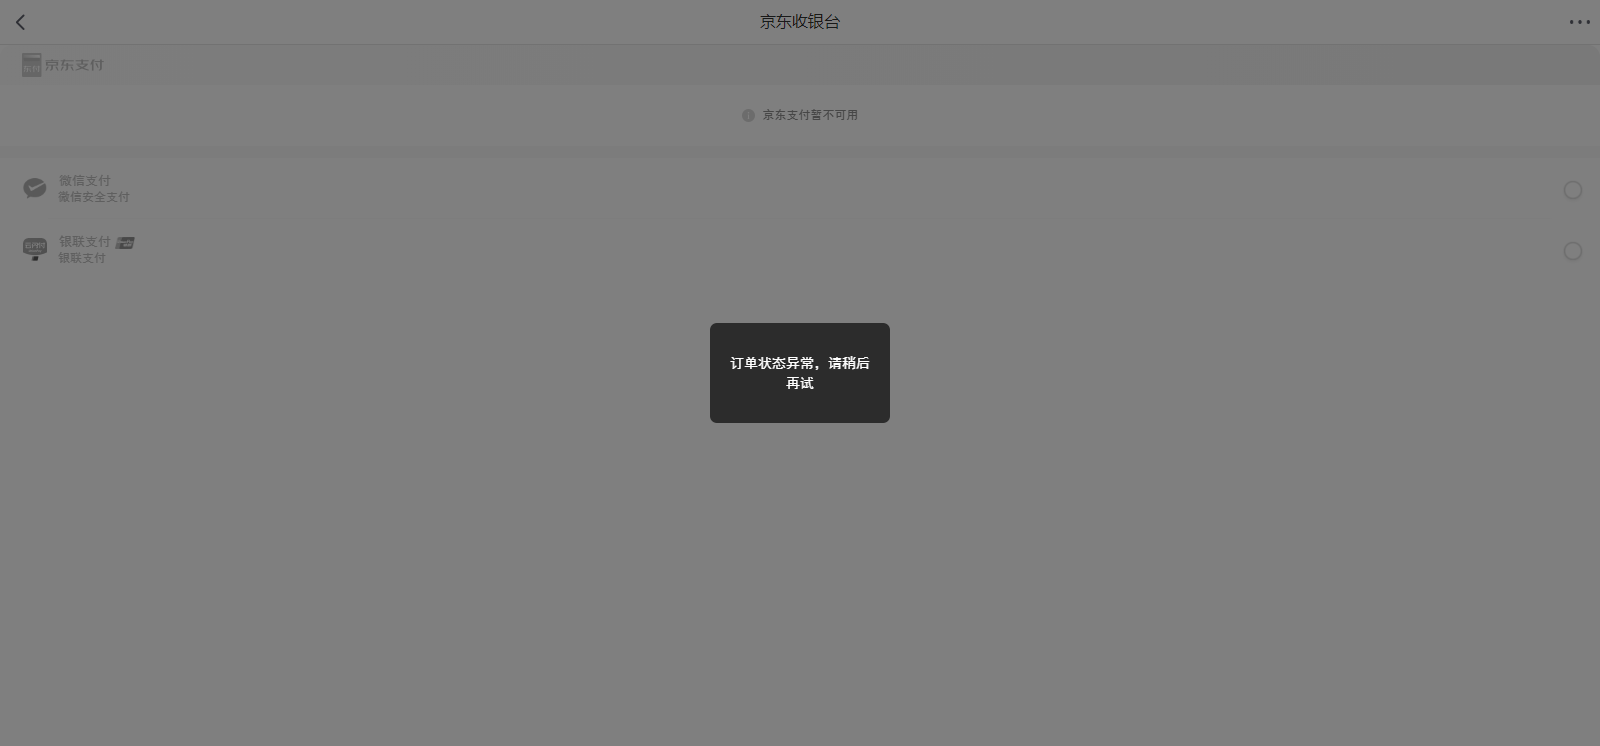 京东收银台
京东支付
京东支付暂不可用
微信支付
微信安全支付
银联支付
银联支付
订单状态异常，请稍后
再试